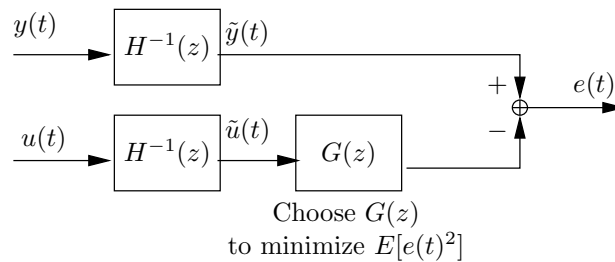 y(t)
H⁻¹(z)
ỹ(t)
+
e(t)
−
u(t)
H⁻¹(z)
ũ(t)
G(z)
Choose G(z)
to minimize E[e(t)²]